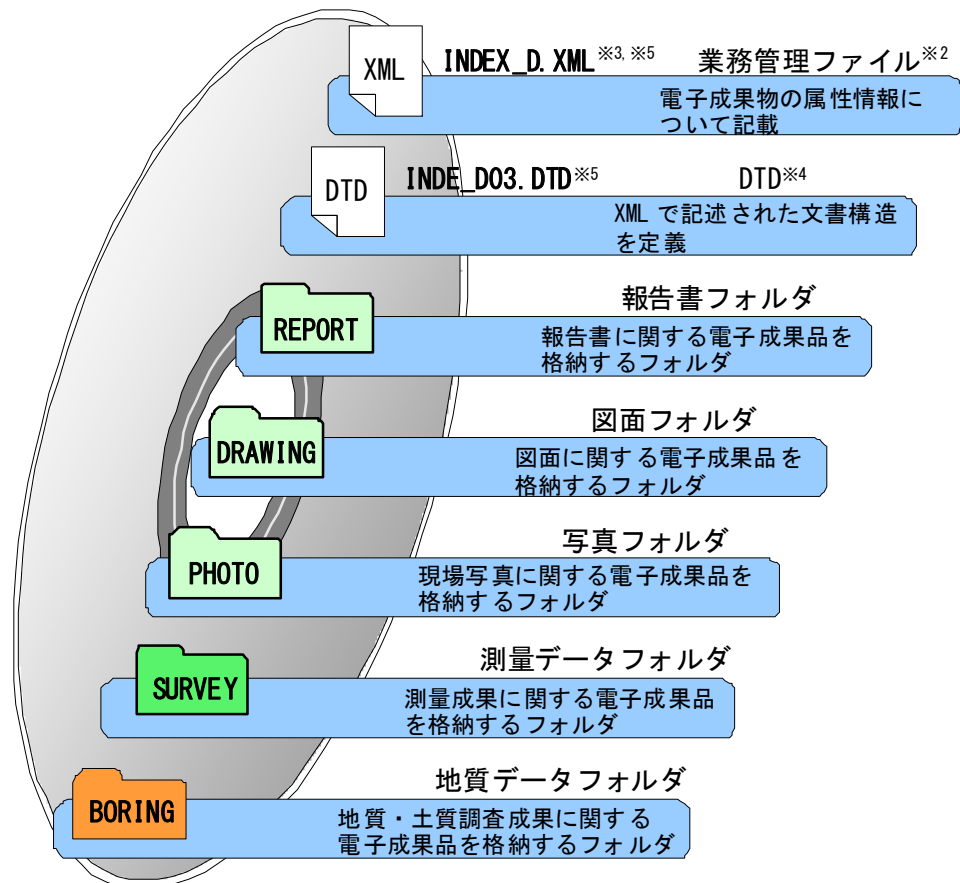 XML INDEX_D.XML※3,※5 業務管理ファイル※2
電子成果物の属性情報に
ついて記載
DTD INDE_D03.DTD※5 DTD※4
XMLで記述された文書構造
を定義
報告書フォルダ
REPORT
報告書に関する電子成果品を
格納するフォルダ
図面フォルダ
DRAWING
図面に関する電子成果品を
格納するフォルダ
写真フォルダ
PHOTO
現場写真に関する電子成果品を
格納するフォルダ
測量データフォルダ
SURVEY
測量成果に関する電子成果品
を格納するフォルダ
地質データフォルダ
BORING
地質・土質調査成果に関する
電子成果品を格納するフォルダ